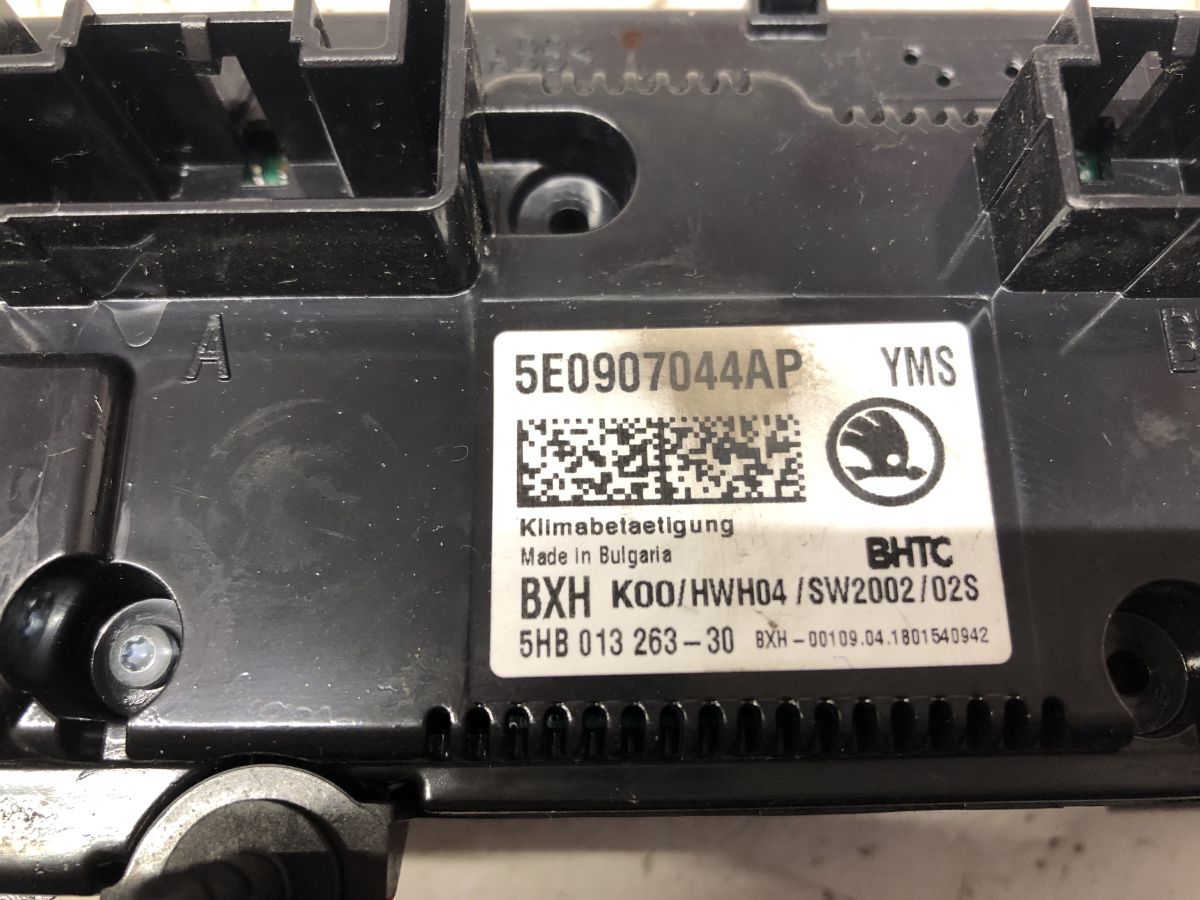 >ABS<
A
B
5E0907044AP YMS
Klimabetaetigung
Made in Bulgaria BHTC
BXH K00/HWH04/SW2002/02S
5HB 013 263-30 BXH-00109.04.1801540942